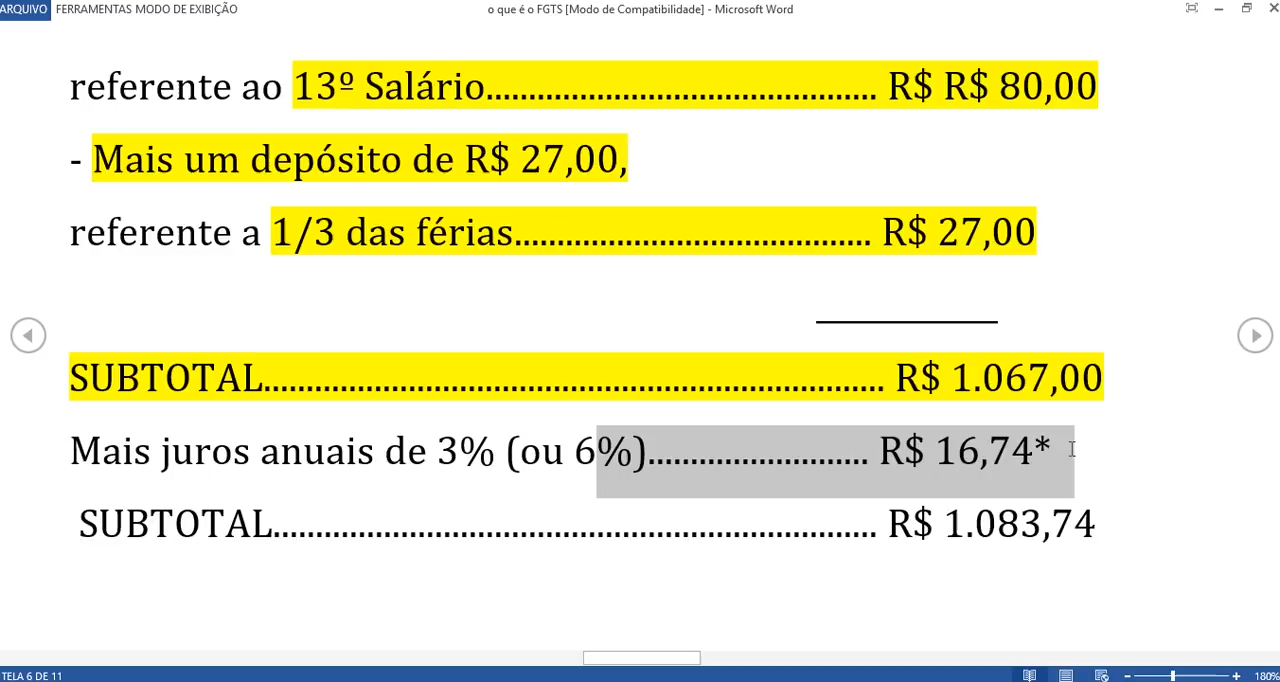 ARQUIVO FERRAMENTAS MODO DE EXIBIÇÃO o que é o FGTS [Modo de Compatibilidade] - Microsoft Word
referente ao 13º Salário.............................................. R$ R$ 80,00
- Mais um depósito de R$ 27,00,
referente a 1/3 das férias.......................................... R$ 27,00
SUBTOTAL......................................................................... R$ 1.067,00
Mais juros anuais de 3% (ou 6%).......................... R$ 16,74*
SUBTOTAL....................................................................... R$ 1.083,74
TELA 6 DE 11 180%